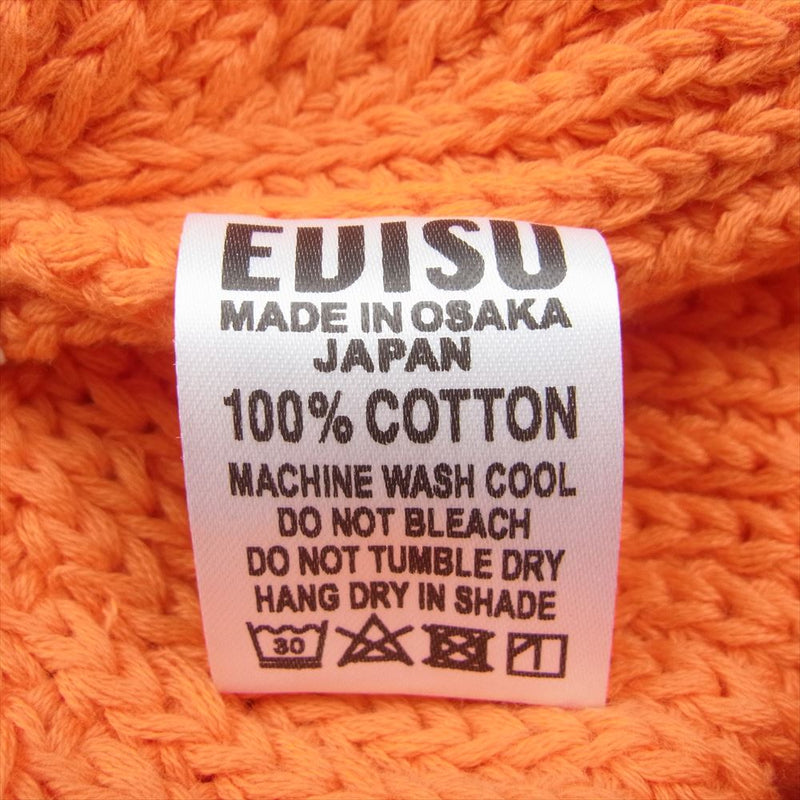 EVISU
MADE IN OSAKA
JAPAN
100% COTTON
MACHINE WASH COOL
DO NOT BLEACH
DO NOT TUMBLE DRY
HANG DRY IN SHADE
30